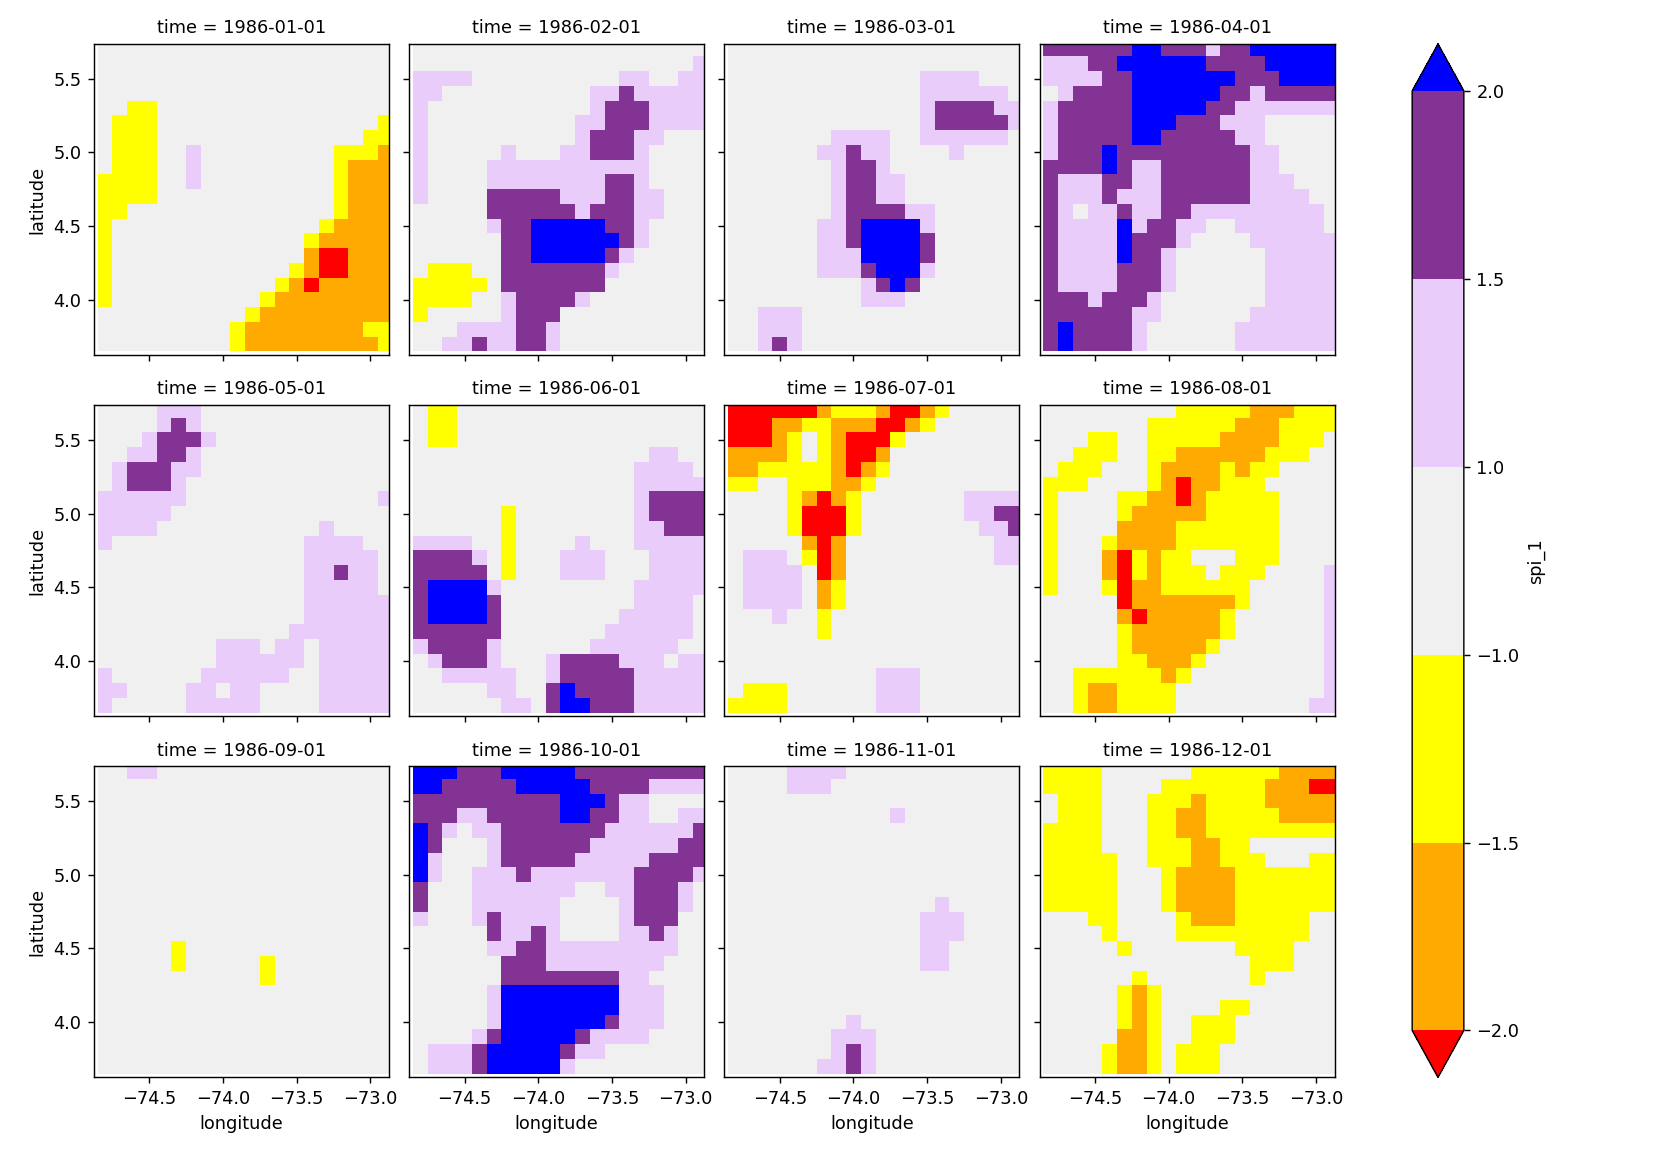 time = 1986-01-01
time = 1986-02-01
time = 1986-03-01
time = 1986-04-01
5.5
5.0
4.5
4.0
latitude
time = 1986-05-01
time = 1986-06-01
time = 1986-07-01
time = 1986-08-01
5.5
5.0
4.5
4.0
latitude
time = 1986-09-01
time = 1986-10-01
time = 1986-11-01
time = 1986-12-01
5.5
5.0
4.5
4.0
latitude
−74.5 −74.0 −73.5 −73.0
−74.5 −74.0 −73.5 −73.0
−74.5 −74.0 −73.5 −73.0
−74.5 −74.0 −73.5 −73.0
longitude
longitude
longitude
longitude
2.0
1.5
1.0
−1.0
−1.5
−2.0
spi_1